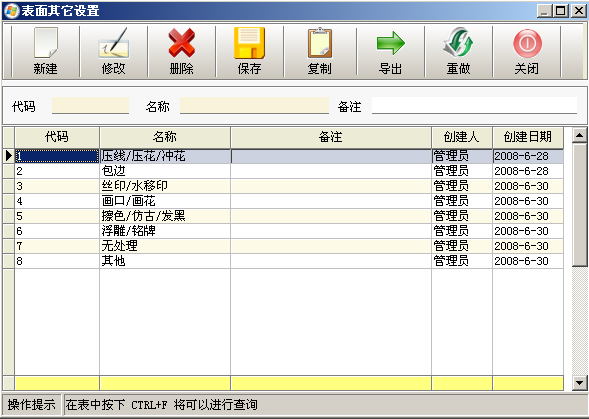 表面其它设置
新建 修改 删除 保存 复制 导出 重做 关闭
代码 名称 备注
代码 名称 备注 创建人 创建日期
1 压线/压花/冲花 管理员 2008-6-28
2 包边 管理员 2008-6-28
3 丝印/水移印 管理员 2008-6-30
4 画口/画花 管理员 2008-6-30
5 擦色/仿古/发黑 管理员 2008-6-30
6 浮雕/铭牌 管理员 2008-6-30
7 无处理 管理员 2008-6-30
8 其他 管理员 2008-6-30
操作提示 在表中按下 CTRL+F 将可以进行查询